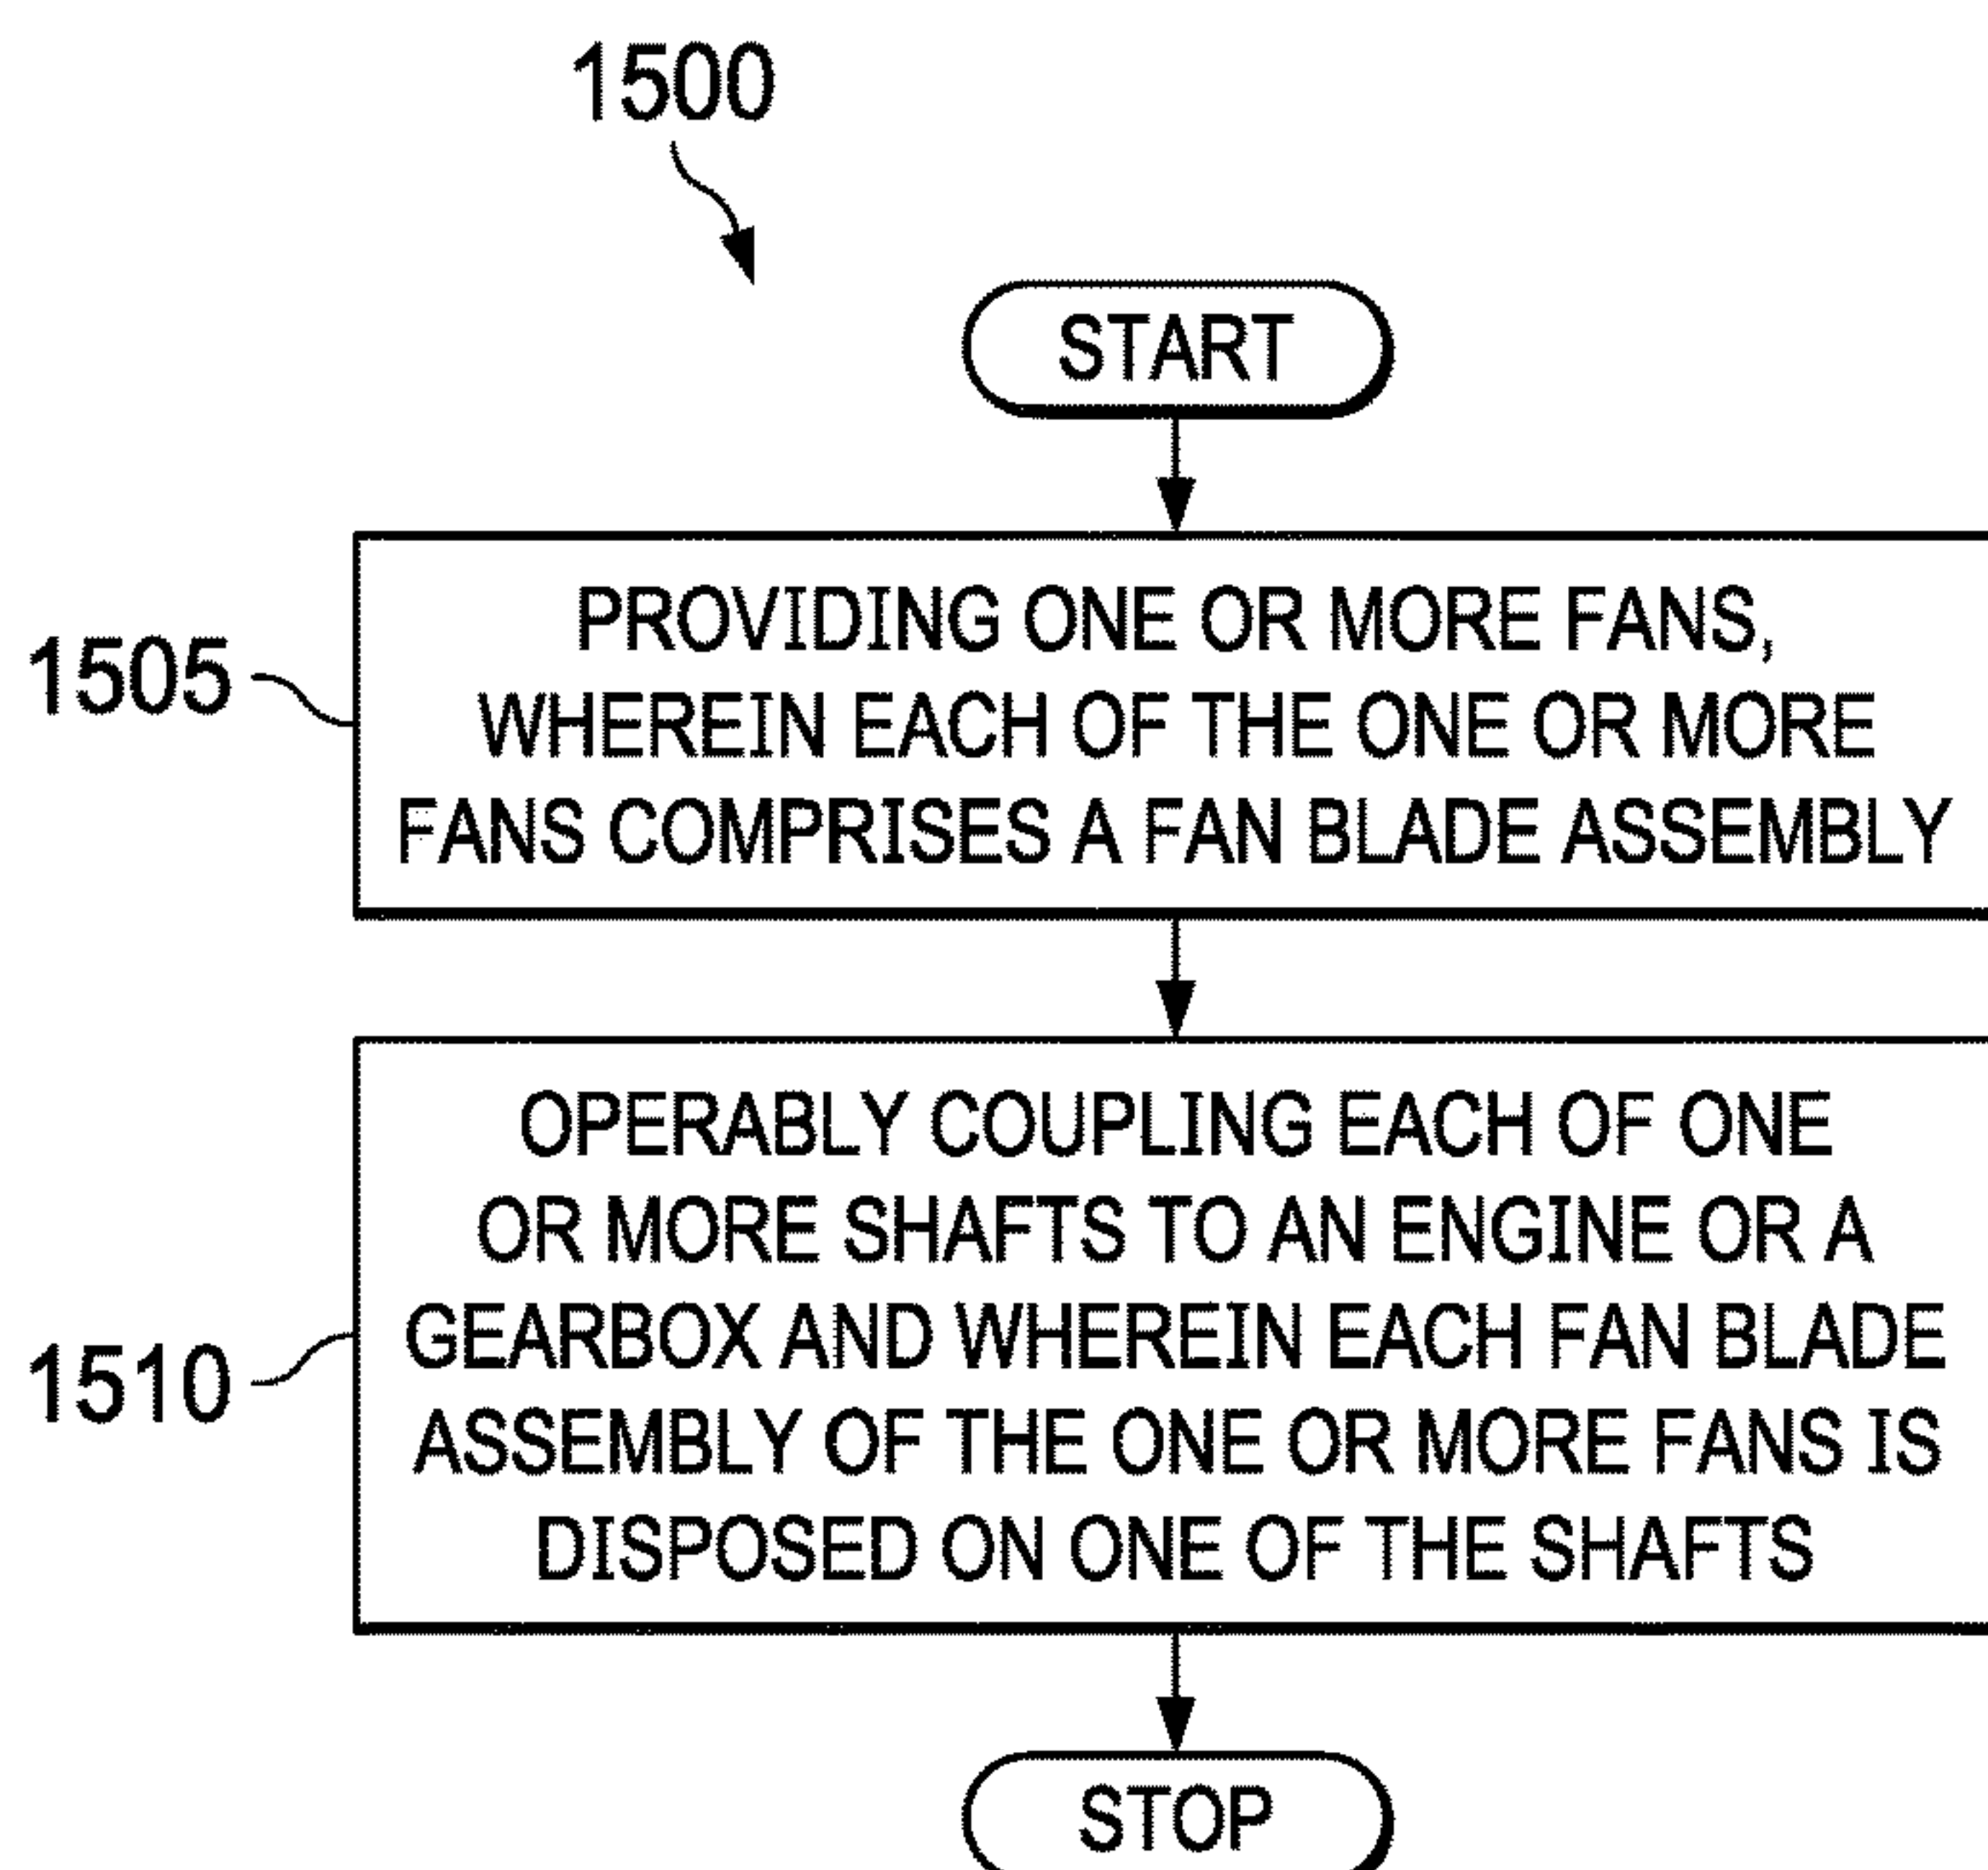 1500
START
1505
PROVIDING ONE OR MORE FANS,
WHEREIN EACH OF THE ONE OR MORE
FANS COMPRISES A FAN BLADE ASSEMBLY
1510
OPERABLY COUPLING EACH OF ONE
OR MORE SHAFTS TO AN ENGINE OR A
GEARBOX AND WHEREIN EACH FAN BLADE
ASSEMBLY OF THE ONE OR MORE FANS IS
DISPOSED ON ONE OF THE SHAFTS
STOP